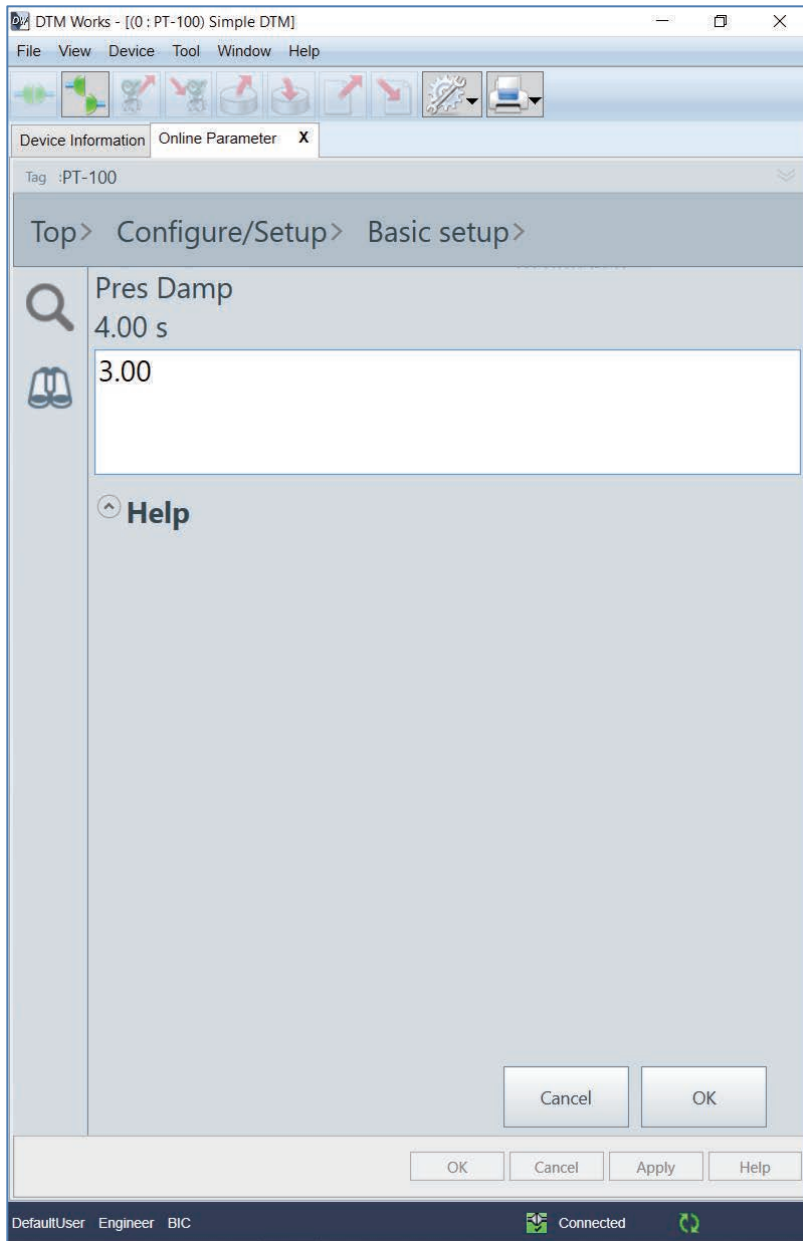 DTM Works - [(0 : PT-100) Simple DTM]
File View Device Tool Window Help
Device Information Online Parameter X
Tag :PT-100
Top> Configure/Setup> Basic setup>
Pres Damp
4.00 s
3.00
Help
Cancel OK
OK Cancel Apply Help
DefaultUser Engineer BIC Connected